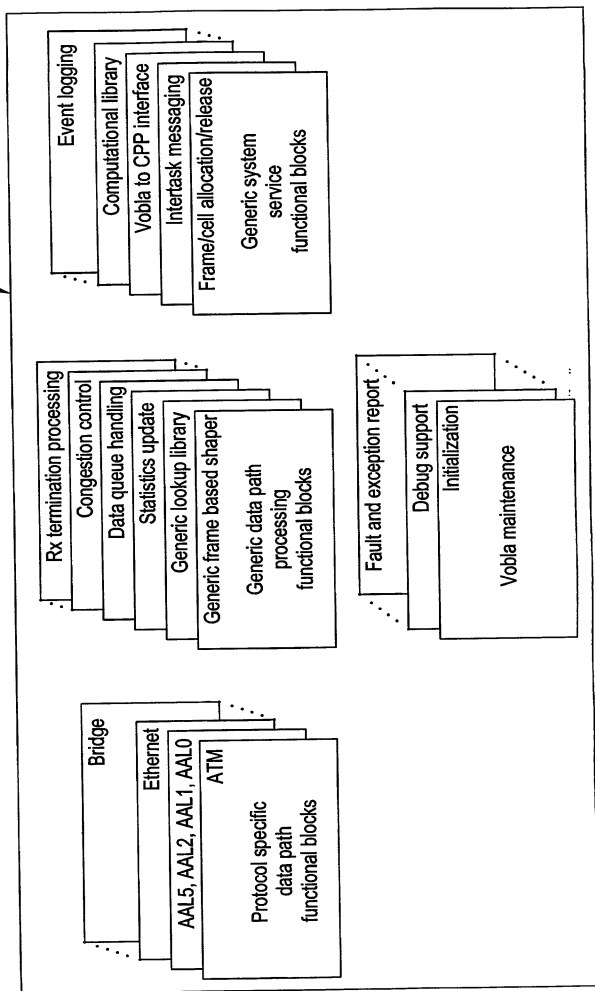 Bridge
Ethernet
AAL5, AAL2, AAL1, AAL0
ATM
Protocol specific
data path
functional blocks
Rx termination processing
Congestion control
Data queue handling
Statistics update
Generic lookup library
Generic frame based shaper
Generic data path
processing
functional blocks
Event logging
Computational library
Vobla to CPP interface
Intertask messaging
Frame/cell allocation/release
Generic system
service
functional blocks
Fault and exception report
Debug support
Initialization
Vobla maintenance